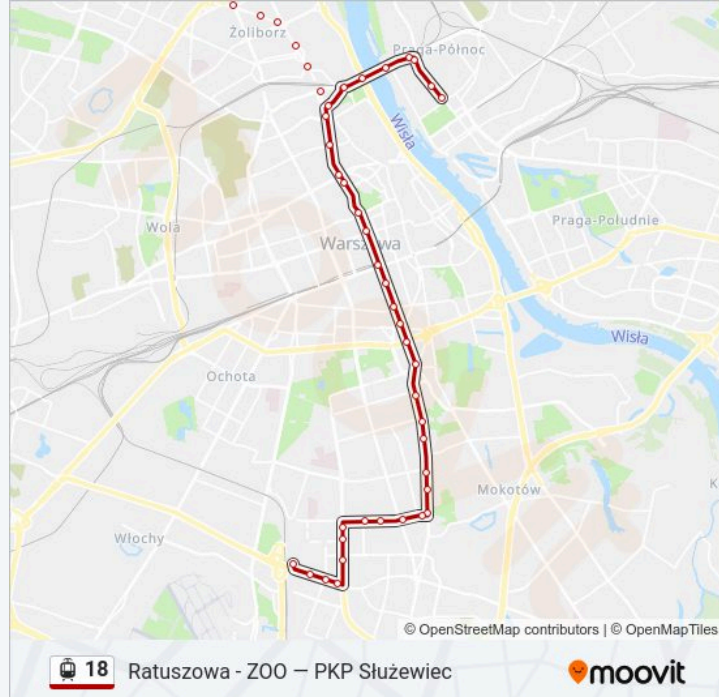 Żoliborz
Praga-Północ
Wisła
Wola
Praga-Południe
Warszawa
Wisła
Ochota
Mokotów
K
Włochy
© OpenStreetMap contributors | © OpenMapTiles
18 Ratuszowa - ZOO — PKP Służewiec
moovit